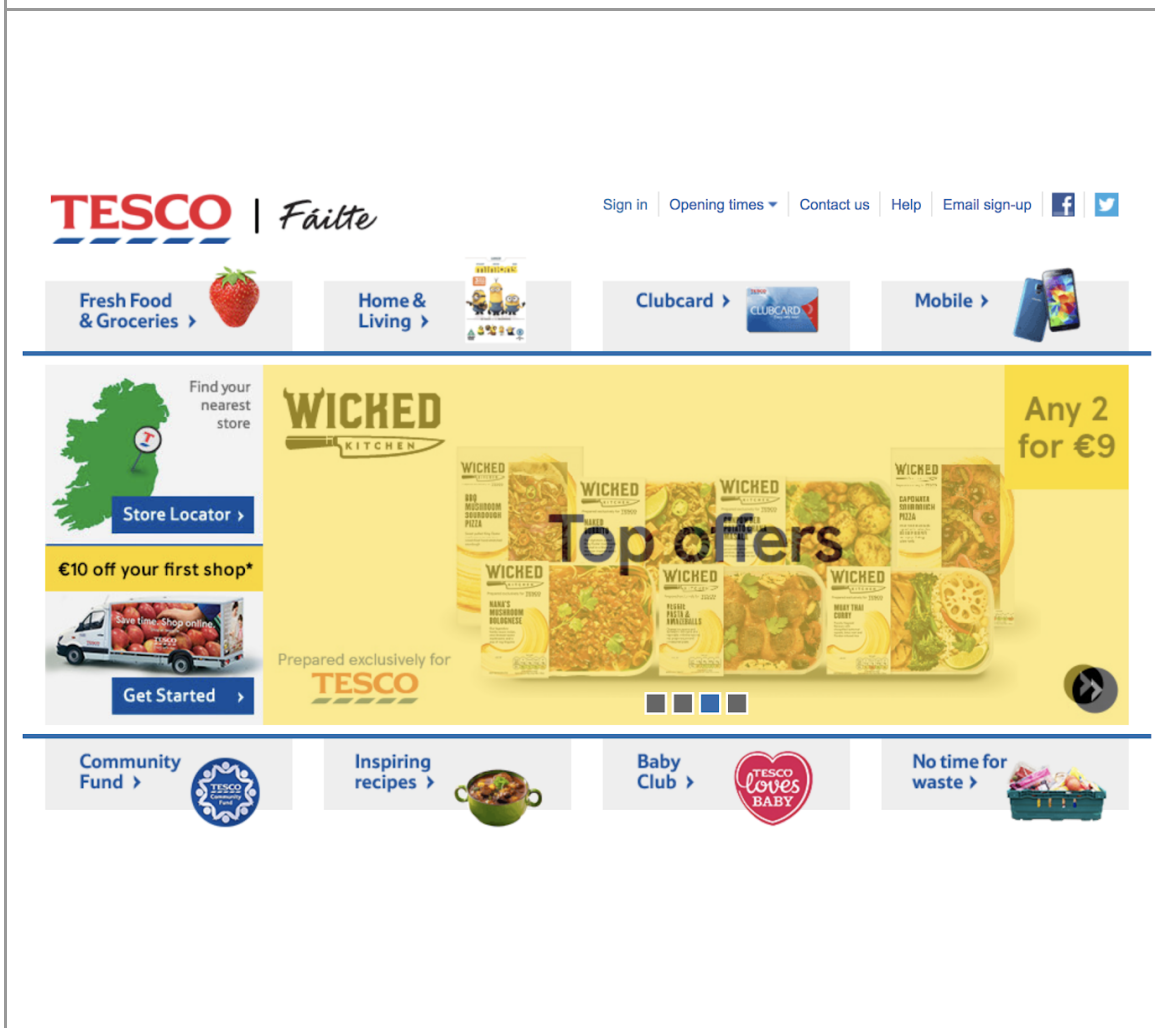 TESCO | Fáilte
Sign in
Opening times
Contact us
Help
Email sign-up
Fresh Food
& Groceries >
Home &
Living >
Clubcard >
TESCO
CLUBCARD
Mobile >
Find your
nearest
store
Store Locator >
€10 off your first shop*
Save time. Shop online.
TESCO
Get Started >
WICKED
KITCHEN
Any 2
for €9
Top offers
WICKED
BBQ
MUSHROOM
SOURDOUGH
PIZZA
WICKED
NAKED
WICKED
WICKED
CAPONATA
SOURDOUGH
PIZZA
WICKED
NANA'S
MUSHROOM
BOLOGNESE
WICKED
VEGGIE
PASTA &
AMAZEBALLS
WICKED
MUAY THAI
CURRY
Prepared exclusively for
TESCO
Community
Fund >
TESCO
Community
Fund
Inspiring
recipes >
Baby
Club >
TESCO
loves
BABY
No time for
waste >